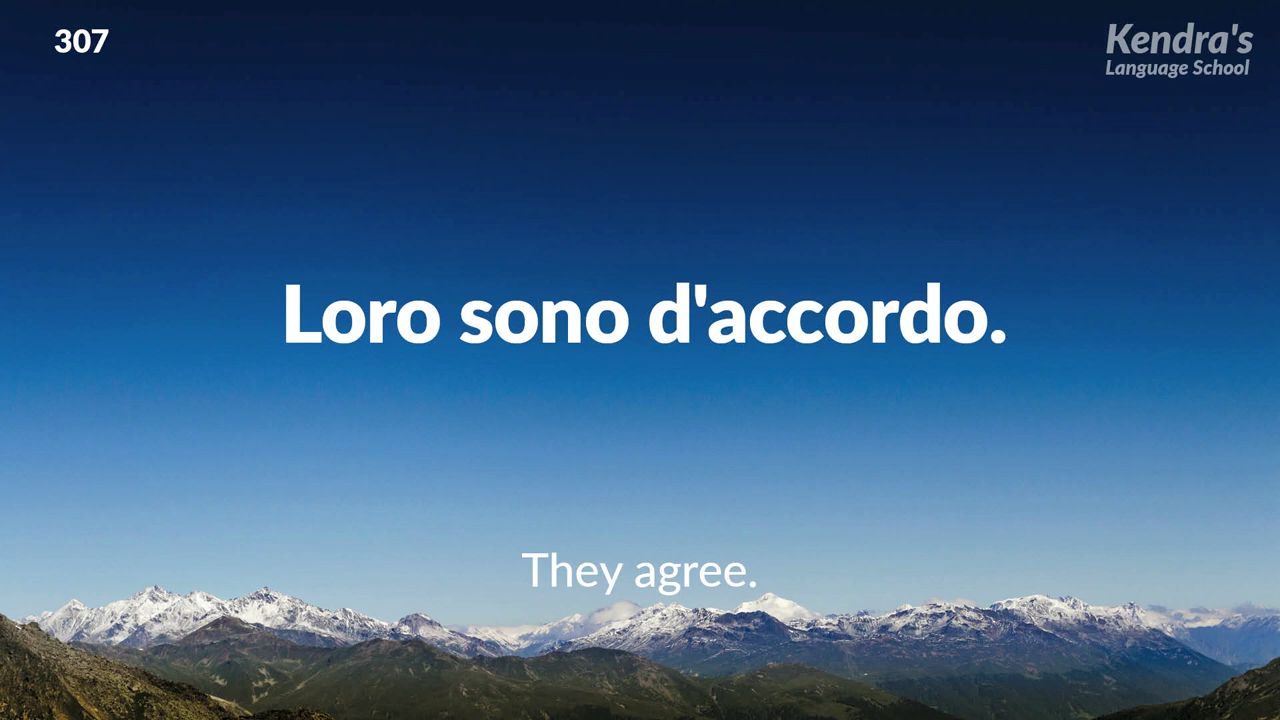 307
Kendra's
Language School
Loro sono d'accordo.
They agree.